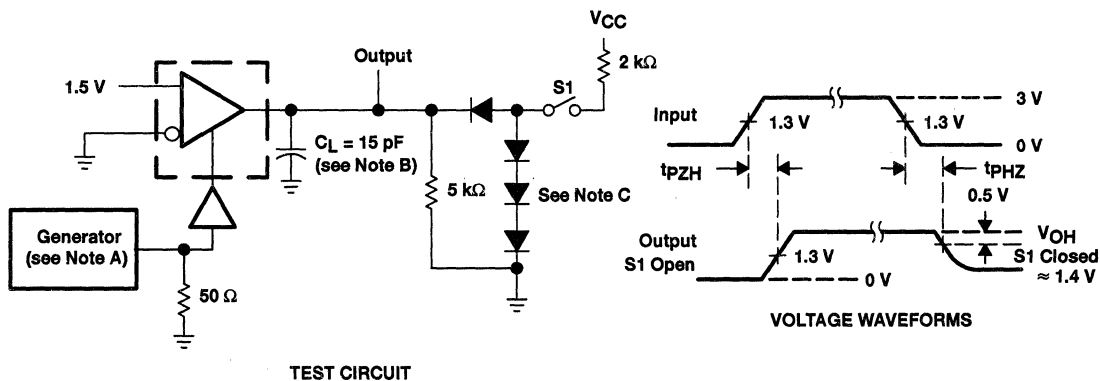 VCC
Output
2 kΩ
S1
1.5 V
CL = 15 pF
(see Note B)
5 kΩ
See Note C
Generator
(see Note A)
50 Ω
TEST CIRCUIT
3 V
Input
1.3 V
1.3 V
0 V
tPZH
tPHZ
0.5 V
VOH
Output
S1 Open
1.3 V
S1 Closed
≈ 1.4 V
0 V
VOLTAGE WAVEFORMS